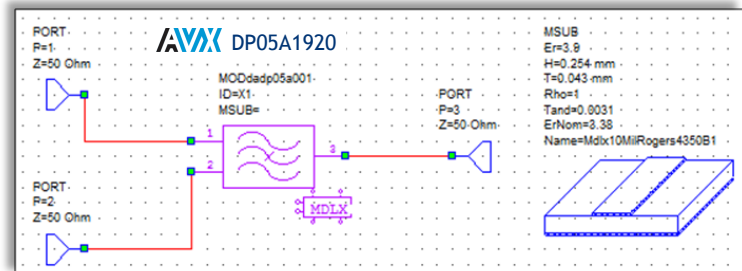 PORT
P=1
Z=50 Ohm
AVX DP05A1920
MODdadp05a001
ID=X1
MSUB=
1
2
3
MDLX
PORT
P=3
Z=50 Ohm
PORT
P=2
Z=50 Ohm
MSUB
Er=3.9
H=0.254 mm
T=0.043 mm
Rho=1
Tand=0.0031
ErNom=3.38
Name=Mdlx10MilRogers4350B1